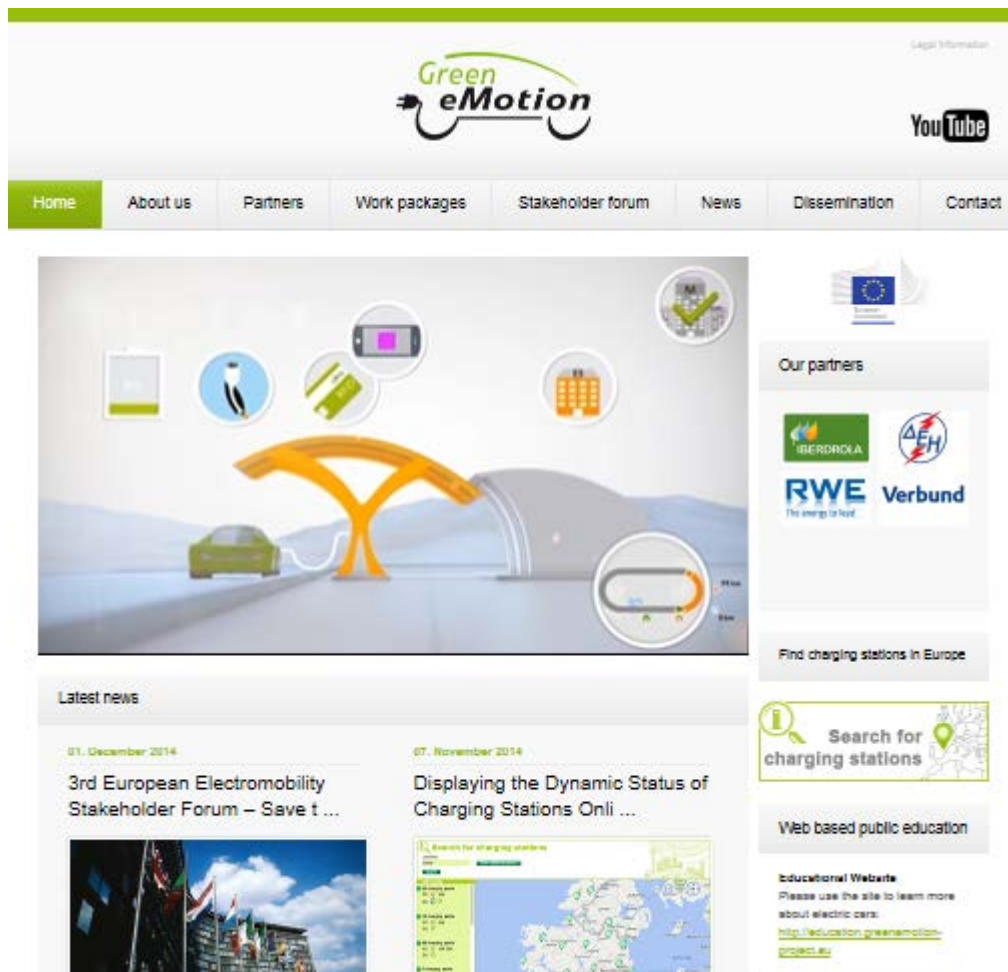 Legal Information
Green
eMotion
YouTube
Home
About us
Partners
Work packages
Stakeholder forum
News
Dissemination
Contact
Our partners
IBERDROLA
ΔEH
RWE
The energy to lead
Verbund
Find charging stations in Europe
Latest news
Search for
charging stations
01. December 2014
07. November 2014
3rd European Electromobility
Stakeholder Forum – Save t ...
Displaying the Dynamic Status of
Charging Stations Onli ...
Search for charging stations
Web based public education
Educational Website
Please use the site to learn more
about electric cars:
http://education.greenemotion-
project.eu